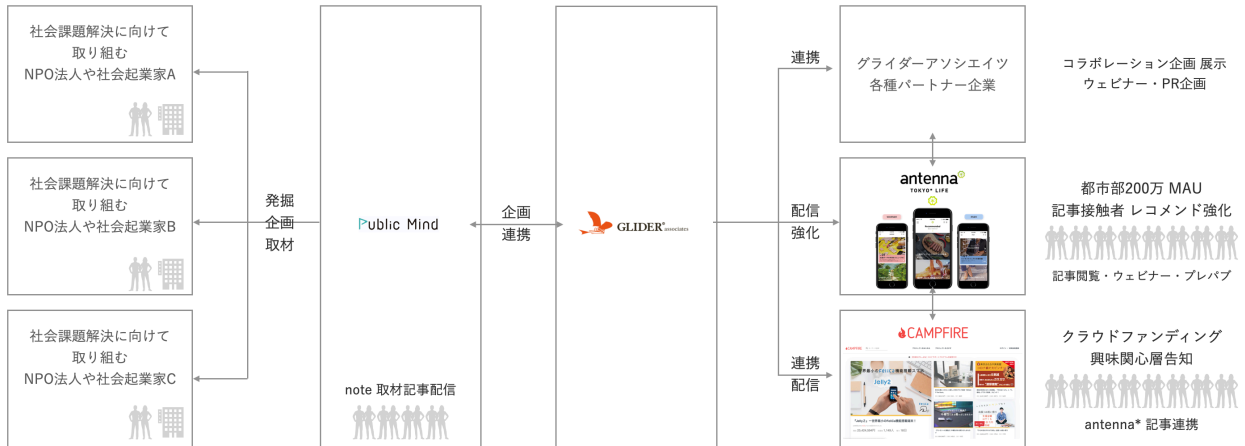 社会課題解決に向けて
取り組む
NPO法人や社会起業家A
社会課題解決に向けて
取り組む
NPO法人や社会起業家B
社会課題解決に向けて
取り組む
NPO法人や社会起業家C
発掘
企画
取材
Public Mind
note 取材記事配信
企画
連携
GLIDER associates
連携
配信
強化
連携
配信
グライダーアソシエイツ
各種パートナー企業
antenna*
TOKYO* LIFE
CAMPFIRE
CAMPFIRE
Jelly2
コラボレーション企画 展示
ウェビナー・PR企画
都市部200万 MAU
記事接触者 レコメンド強化
記事閲覧・ウェビナー・プレパブ
クラウドファンディング
興味関心層告知
antenna* 記事連携